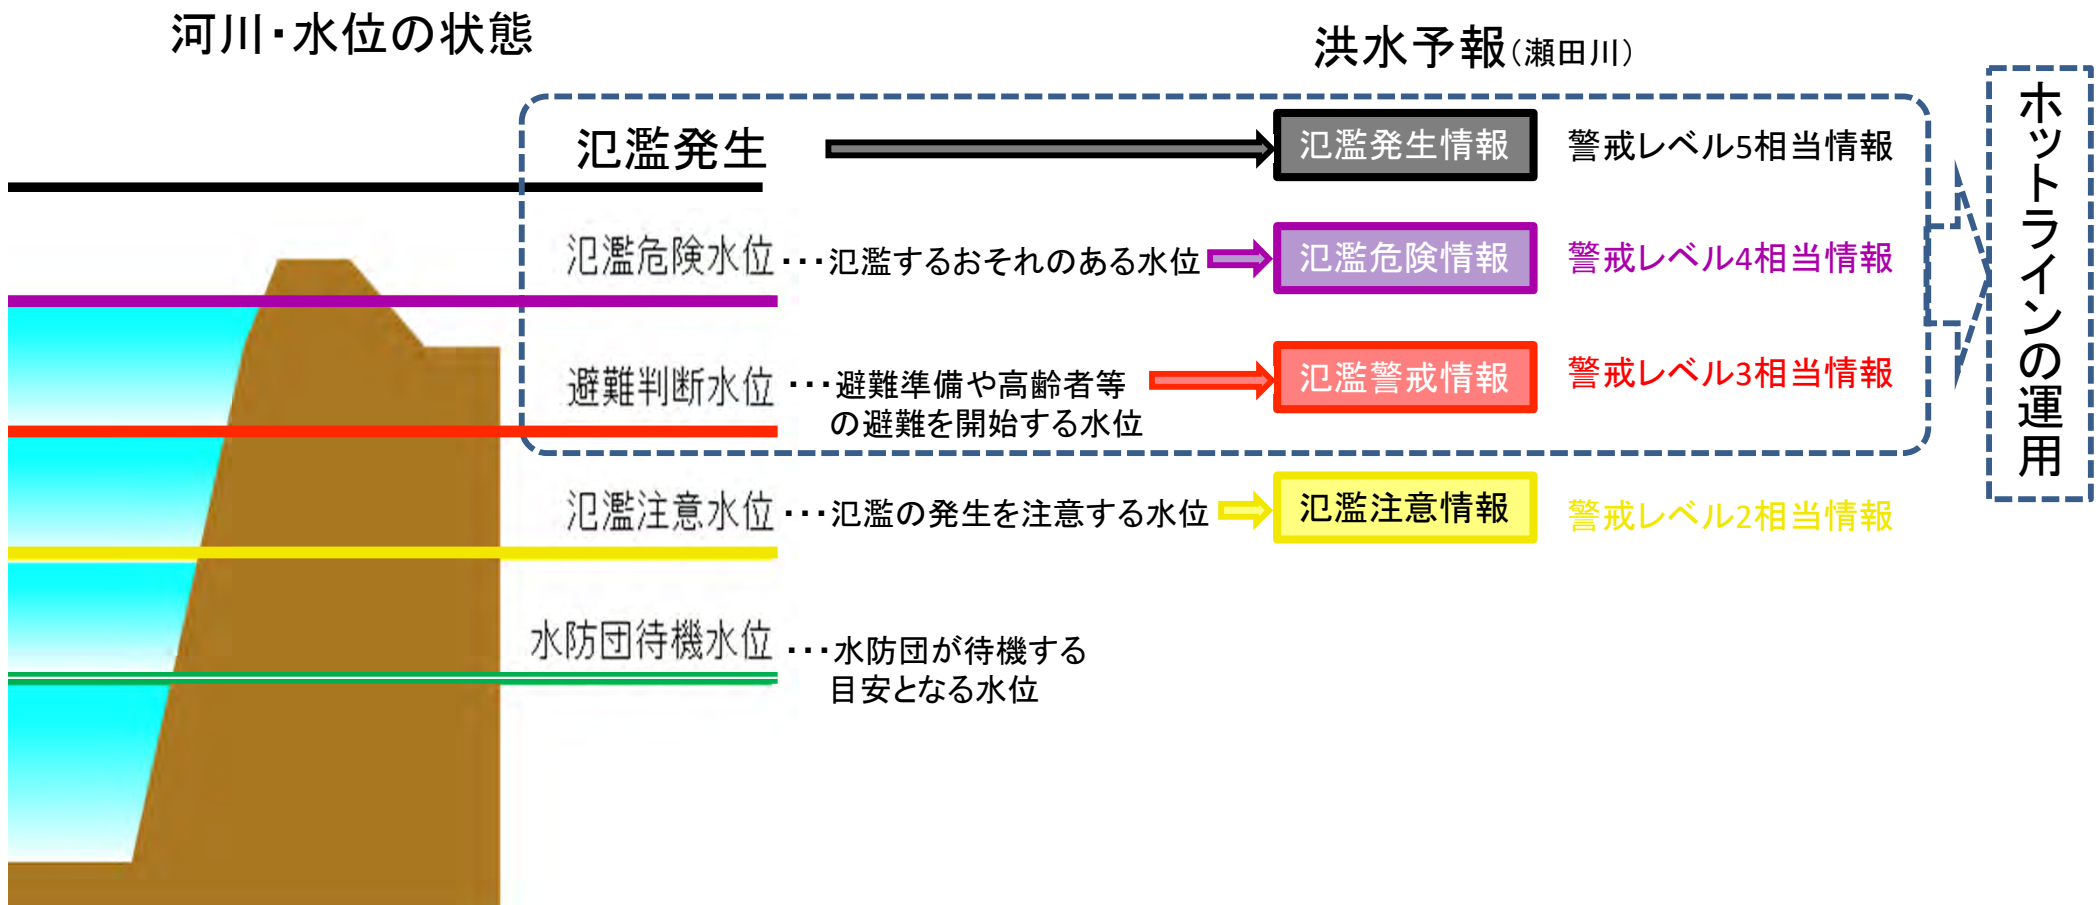 河川・水位の状態
洪水予報(瀬田川)
氾濫発生
氾濫発生情報
警戒レベル5相当情報
氾濫危険水位
・・・氾濫するおそれのある水位
氾濫危険情報
警戒レベル4相当情報
避難判断水位
・・・避難準備や高齢者等
の避難を開始する水位
氾濫警戒情報
警戒レベル3相当情報
氾濫注意水位
・・・氾濫の発生を注意する水位
氾濫注意情報
警戒レベル2相当情報
水防団待機水位
・・・水防団が待機する
目安となる水位
ホットラインの運用